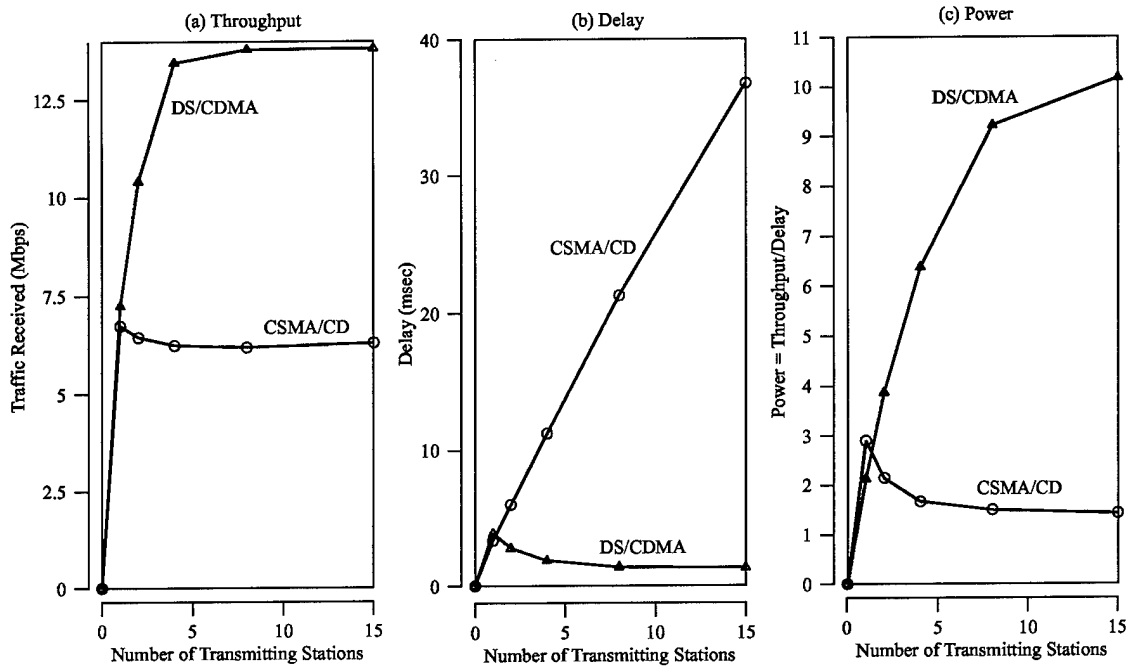 (a) Throughput
12.5
10
7.5
5
2.5
0
Traffic Received (Mbps)
DS/CDMA
CSMA/CD
0 5 10 15
Number of Transmitting Stations
(b) Delay
40
30
20
10
0
Delay (msec)
CSMA/CD
DS/CDMA
0 5 10 15
Number of Transmitting Stations
(c) Power
11
10
9
8
7
6
5
4
3
2
1
0
Power = Throughput/Delay
DS/CDMA
CSMA/CD
0 5 10 15
Number of Transmitting Stations